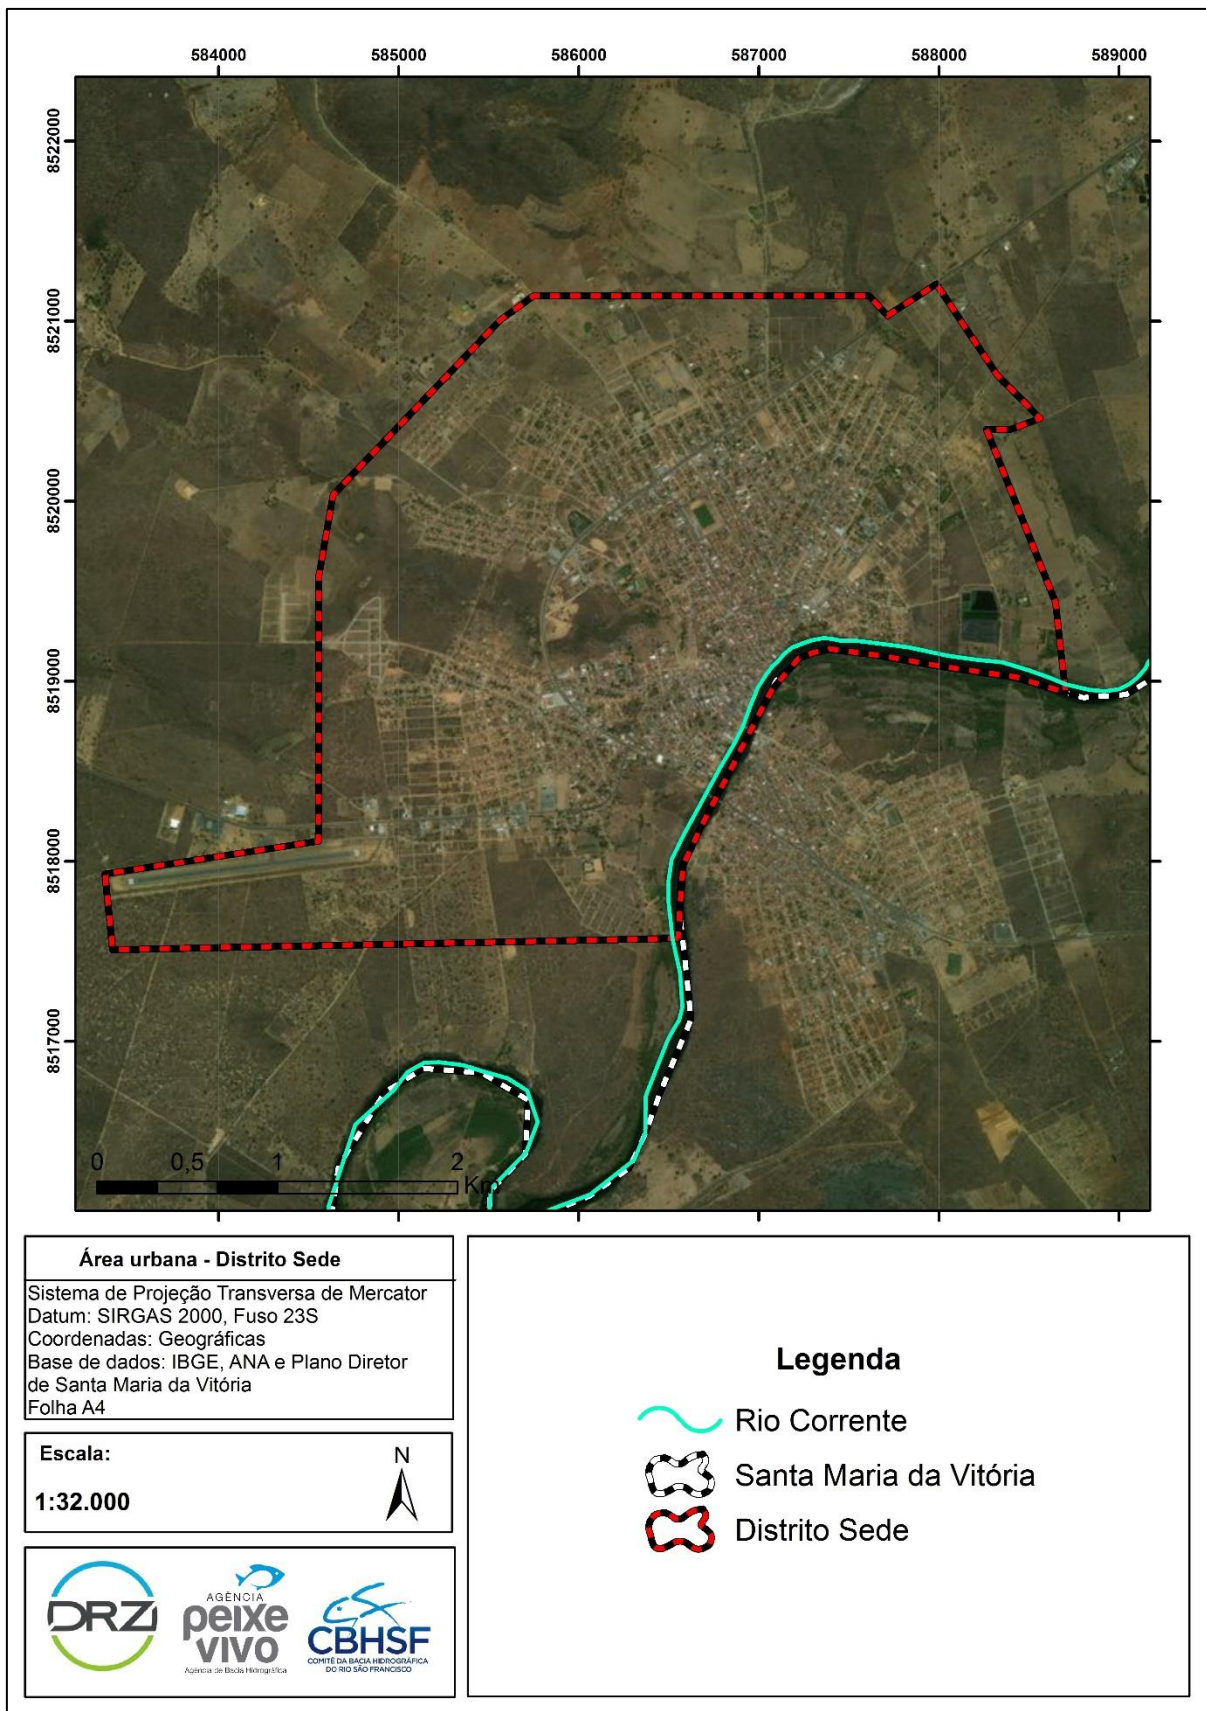 584000 585000 586000 587000 588000 589000
8522000
8521000
8520000
8519000
8518000
8517000
0 0,5 1 2
Km
Área urbana - Distrito Sede
Sistema de Projeção Transversa de Mercator
Datum: SIRGAS 2000, Fuso 23S
Coordenadas: Geográficas
Base de dados: IBGE, ANA e Plano Diretor
de Santa Maria da Vitória
Folha A4
Escala:
N
1:32.000
DRZ
AGÊNCIA
peixe
vivo
Agência de Bacia Hidrográfica
CBHSF
COMITÊ DA BACIA HIDROGRÁFICA
DO RIO SÃO FRANCISCO
Legenda
Rio Corrente
Santa Maria da Vitória
Distrito Sede